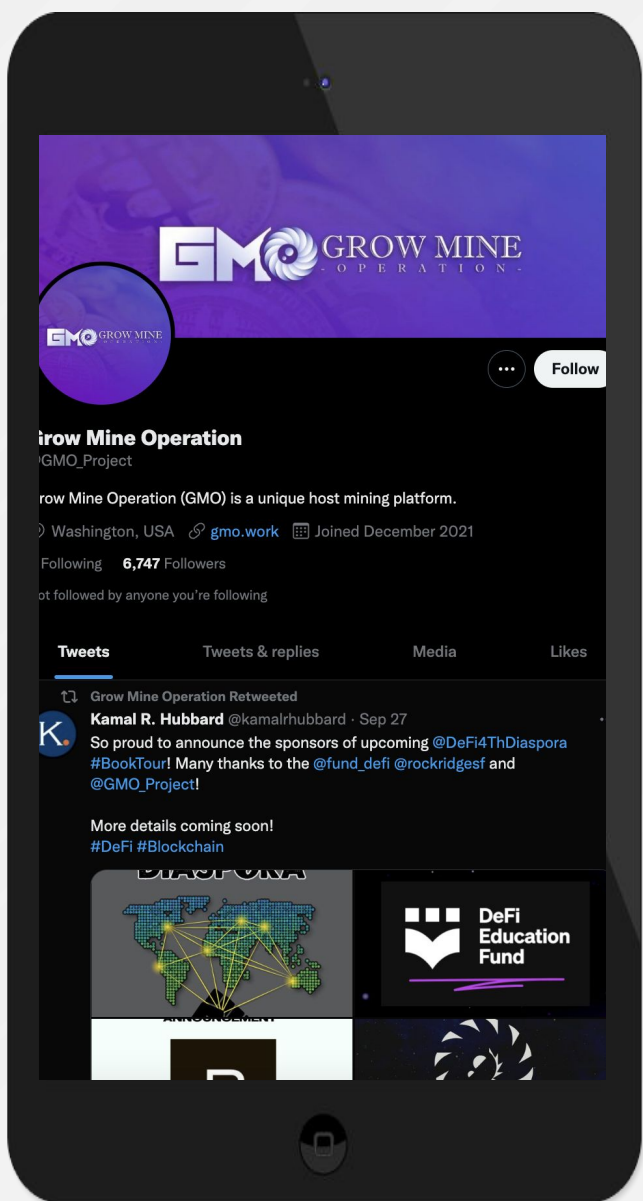 GMO GROW MINE
- OPERATION -
GMO GROW MINE
Follow
Grow Mine Operation
@GMO_Project
Grow Mine Operation (GMO) is a unique host mining platform.
Washington, USA gmo.work Joined December 2021
Following 6,747 Followers
ot followed by anyone you're following
Tweets Tweets & replies Media Likes
Grow Mine Operation Retweeted
Kamal R. Hubbard @kamalrhubbard · Sep 27
K.
So proud to announce the sponsors of upcoming @DeFi4ThDiaspora
#BookTour! Many thanks to the @fund_defi @rockridgesf and
@GMO_Project!
More details coming soon!
#DeFi #Blockchain
DIASPORA
DeFi
Education
Fund
ANNOUNCEMENT